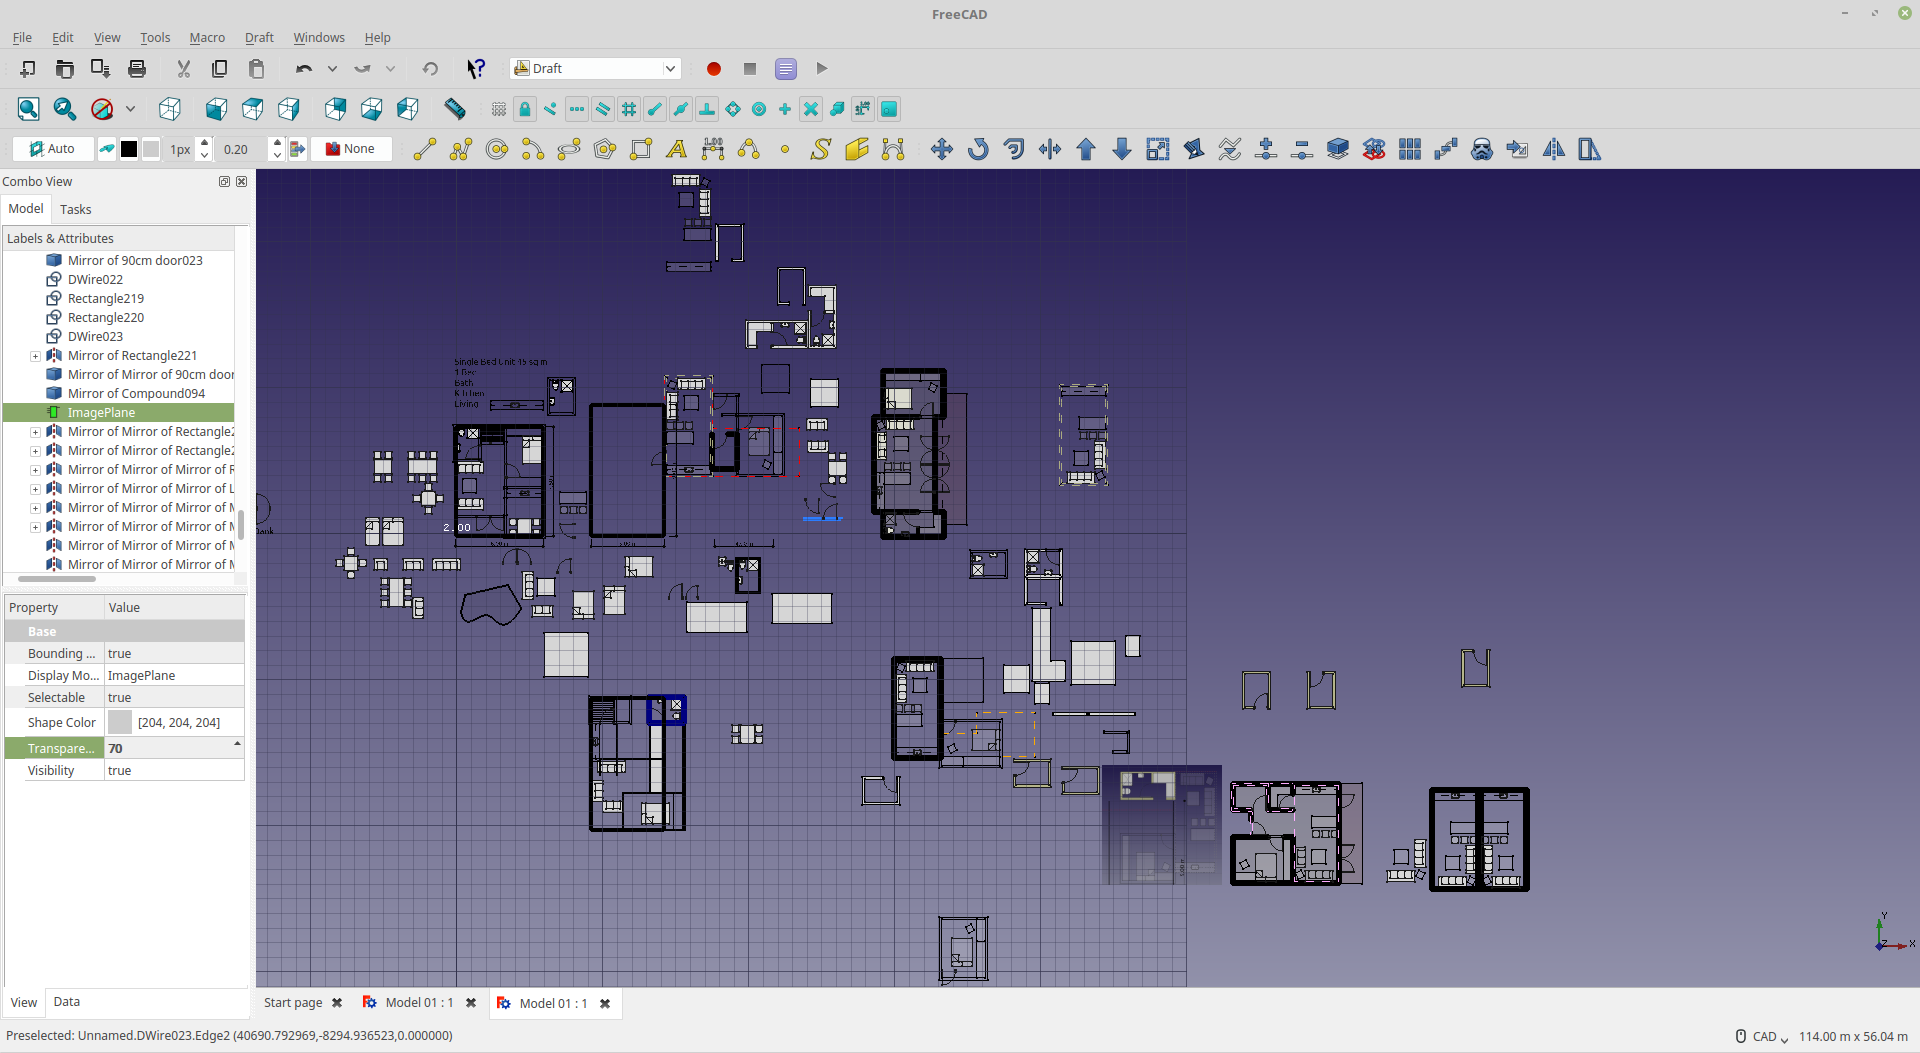 FreeCAD
File Edit View Tools Macro Draft Windows Help
Draft
Auto 1px 0.20 None
Combo View
Model Tasks
Labels & Attributes
Mirror of 90cm door023
DWire022
Rectangle219
Rectangle220
DWire023
Mirror of Rectangle221
Mirror of Mirror of 90cm door
Mirror of Compound094
ImagePlane
Mirror of Mirror of Rectangle2
Mirror of Mirror of Rectangle2
Mirror of Mirror of Mirror of R
Mirror of Mirror of Mirror of L
Mirror of Mirror of Mirror of M
Mirror of Mirror of Mirror of M
Mirror of Mirror of Mirror of M
Mirror of Mirror of Mirror of M
Property Value
Base
Bounding ... true
Display Mo... ImagePlane
Selectable true
Shape Color [204, 204, 204]
Transpare... 70
Visibility true
View Data
Single Bed Unit 45 sq m
Bath
Kitchen
Living
2.00
Y
Z X
Start page Model 01 : 1 Model 01 : 1
Preselected: Unnamed.DWire023.Edge2 (40690.792969,-8294.936523,0.000000)
CAD 114.00 m x 56.04 m